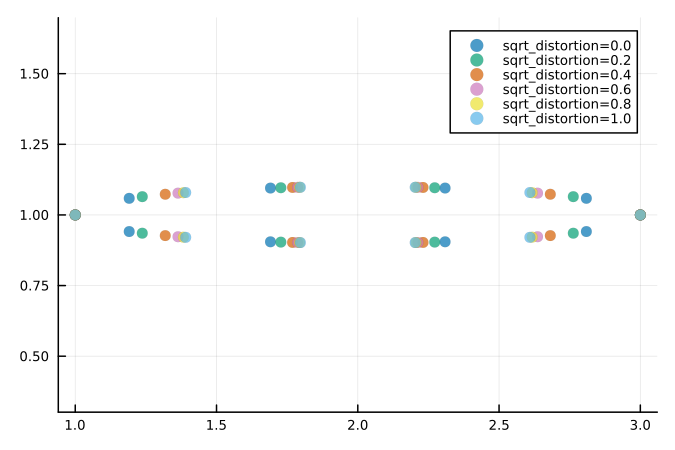 sqrt_distortion=0.0
sqrt_distortion=0.2
sqrt_distortion=0.4
sqrt_distortion=0.6
sqrt_distortion=0.8
sqrt_distortion=1.0
1.50
1.25
1.00
0.75
0.50
1.0 1.5 2.0 2.5 3.0